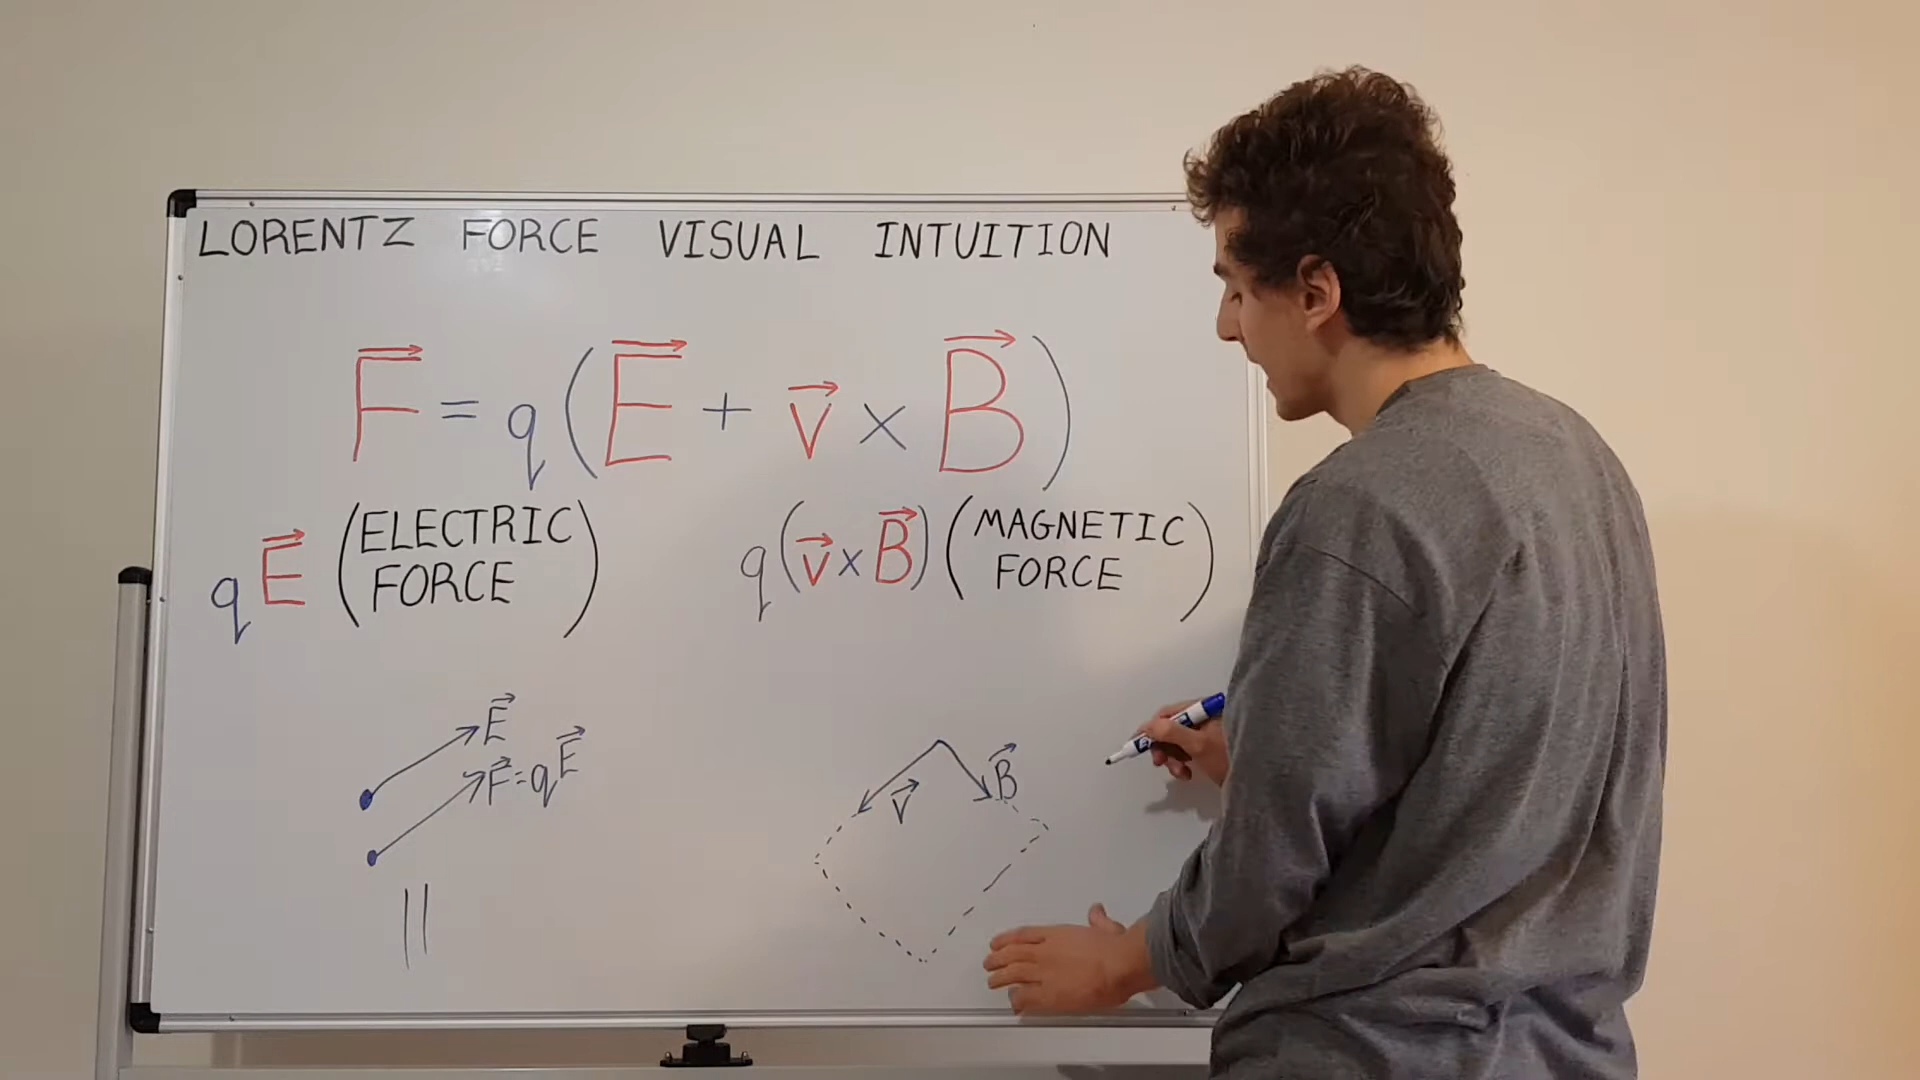 LORENTZ FORCE VISUAL INTUITION
F⃗ = q(E⃗ + v⃗ × B⃗)
qE⃗ (ELECTRIC FORCE)
q(v⃗×B⃗) (MAGNETIC FORCE)
E⃗
F⃗=qE⃗
||
v⃗
B⃗